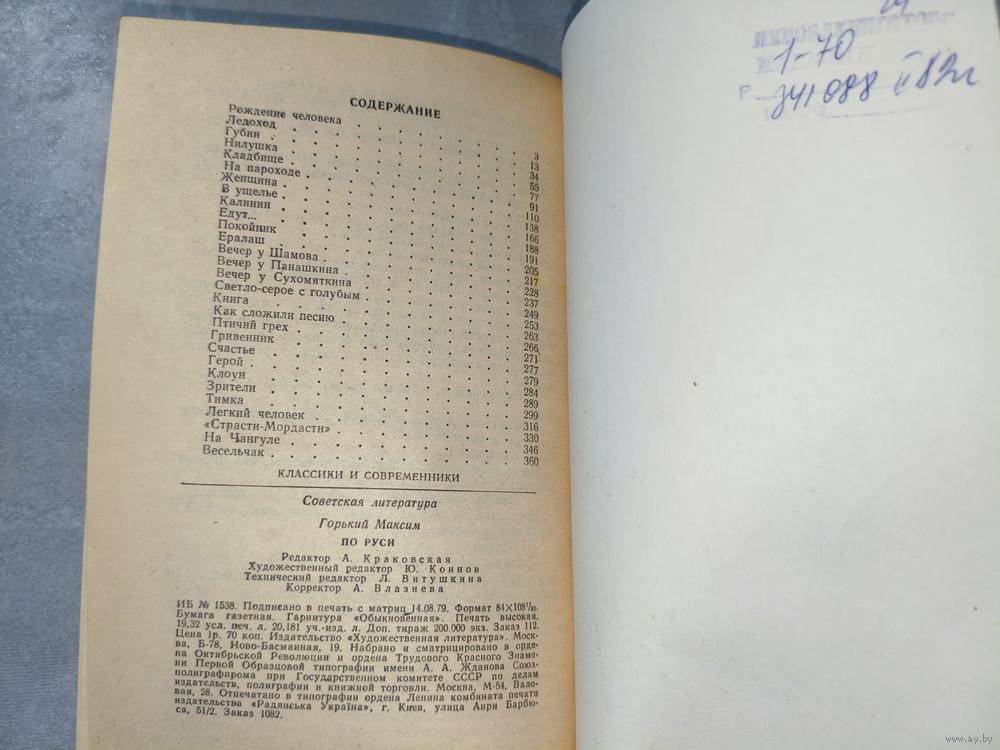 СОДЕРЖАНИЕ
Рождение человека . . . . . . . 3
Ледоход . . . . . . . 13
Губин . . . . . . . 34
Нилушка . . . . . . . 55
Кладбище . . . . . . . 77
На пароходе . . . . . . . 91
Женщина . . . . . . . 110
В ущелье . . . . . . . 138
Калинин . . . . . . . 166
Едут... . . . . . . . 188
Покойник . . . . . . . 191
Ералаш . . . . . . . 205
Вечер у Шамова . . . . . . . 217
Вечер у Панашкина . . . . . . . 228
Вечер у Сухомяткина . . . . . . . 237
Светло-серое с голубым . . . . . . . 249
Книга . . . . . . . 253
Как сложили песню . . . . . . . 263
Птичий грех . . . . . . . 266
Гривенник . . . . . . . 271
Счастье . . . . . . . 277
Герой . . . . . . . 279
Клоун . . . . . . . 284
Зрители . . . . . . . 289
Тимка . . . . . . . 299
Легкий человек . . . . . . . 316
«Страсти-Мордасти» . . . . . . . 330
На Чангуле . . . . . . . 346
Весельчак . . . . . . . 360
КЛАССИКИ И СОВРЕМЕННИКИ
Советская литература
Горький Максим
ПО РУСИ
Редактор А. Краковская
Художественный редактор Ю. Коннов
Технический редактор Л. Витушкина
Корректор А. Влазнева
ИБ № 1538. Подписано в печать с матриц 14.08.79. Формат 84×108¹/₃₂.
Бумага газетная. Гарнитура «Обыкновенная». Печать высокая.
19,32 усл. печ. л. 20,181 уч.-изд. л. Доп. тираж 200.000 экз. Заказ 112.
Цена 1р. 70 коп. Издательство «Художественная литература». Моск-
ва, Б-78, Ново-Басманная, 19. Набрано и сматрицировано в орде-
на Октябрьской Революции и ордена Трудового Красного Знаме-
ни Первой Образцовой типографии имени А. А. Жданова Союз-
полиграфпрома при Государственном комитете СССР по делам
издательств, полиграфии и книжной торговли. Москва, М-54, Вало-
вая, 28. Отпечатано в типографии ордена Ленина комбината печати
издательства «Радянська Україна», г. Киев, улица Анри Барбю-
са, 51/2. Заказ 1082.
1-70
Р.
341088 II 82г
www.ay.by